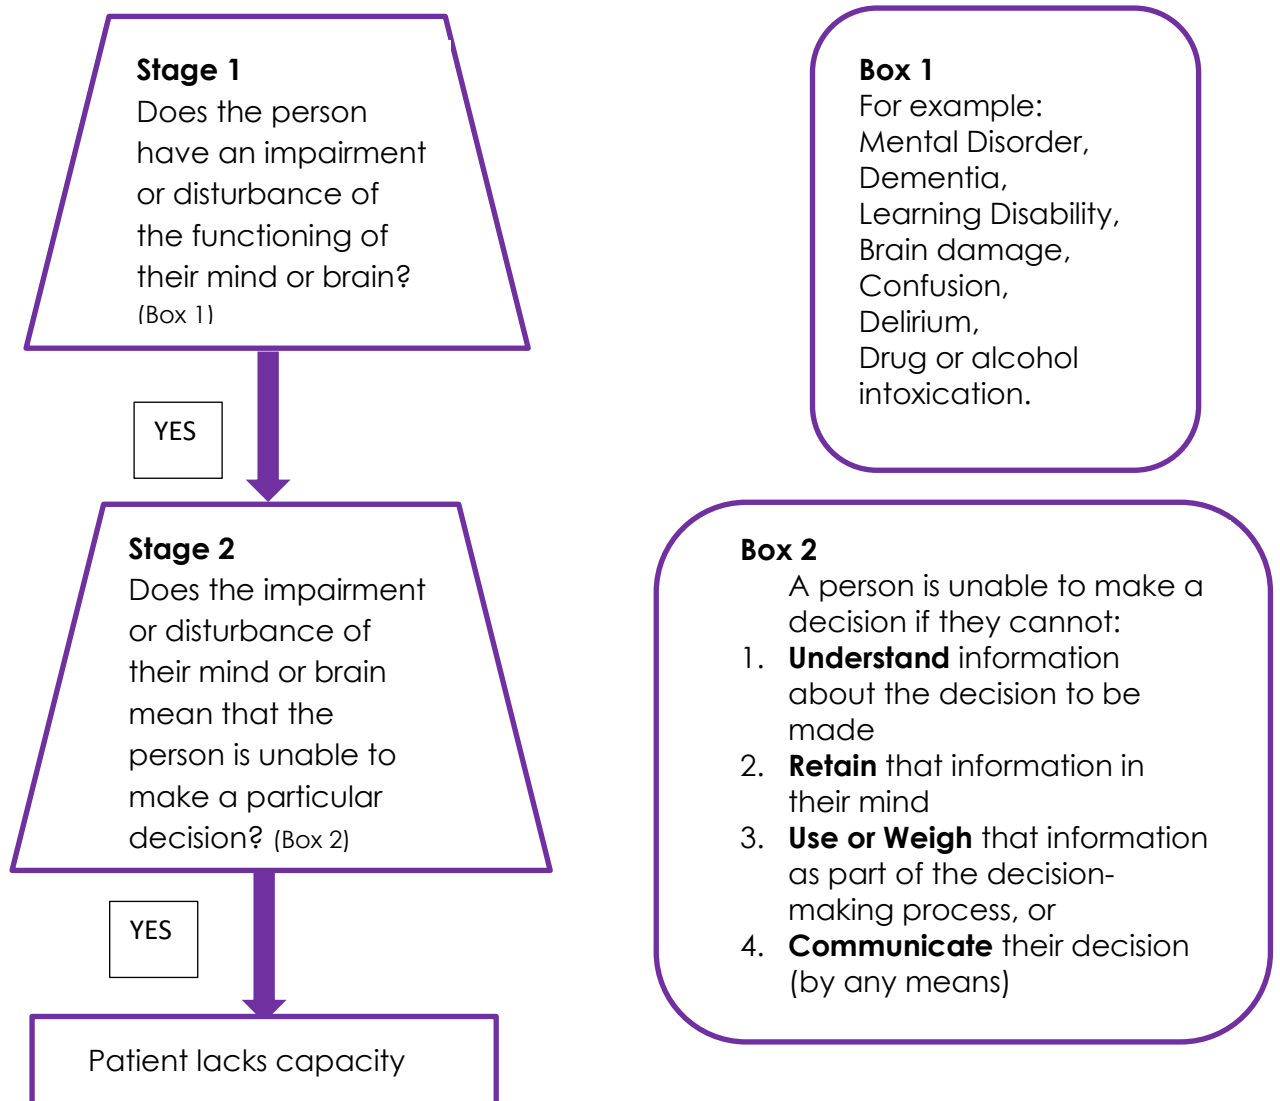 Stage 1
Does the person
have an impairment
or disturbance of
the functioning of
their mind or brain?
(Box 1)
YES
Stage 2
Does the impairment
or disturbance of
their mind or brain
mean that the
person is unable to
make a particular
decision? (Box 2)
YES
Patient lacks capacity
Box 1
For example:
Mental Disorder,
Dementia,
Learning Disability,
Brain damage,
Confusion,
Delirium,
Drug or alcohol
intoxication.
Box 2
A person is unable to make a
decision if they cannot:
1. Understand information
about the decision to be
made
2. Retain that information in
their mind
3. Use or Weigh that information
as part of the decision-
making process, or
4. Communicate their decision
(by any means)